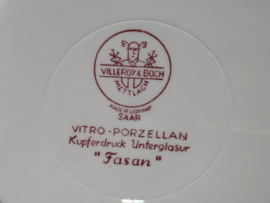 VILLEROY & BOCH
METTLACH
MADE IN GERMANY
SAAR
VITRO-PORZELLAN
Kupferdruck Unterglasur
"Fasan"